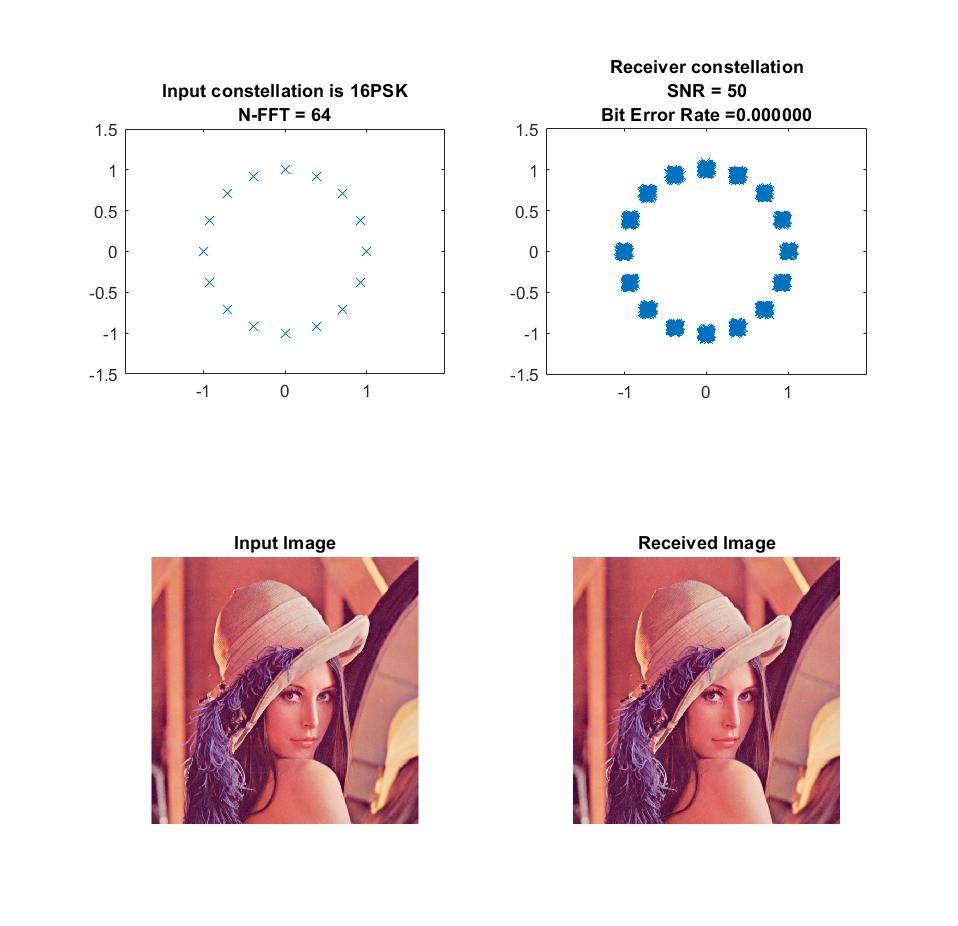 Input constellation is 16PSK
N-FFT = 64
1.5
1
0.5
0
-0.5
-1
-1.5
-1 0 1
Receiver constellation
SNR = 50
Bit Error Rate =0.000000
1.5
1
0.5
0
-0.5
-1
-1.5
-1 0 1
Input Image
Received Image